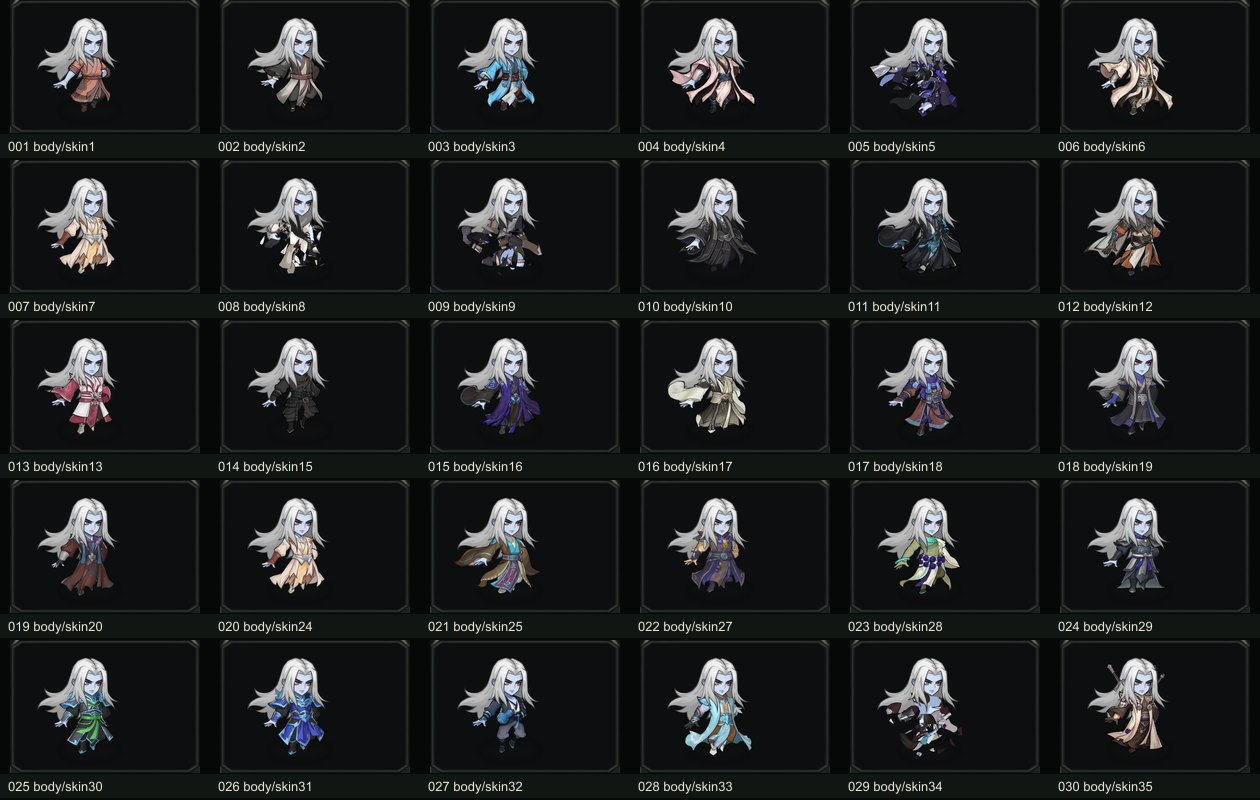 001 body/skin1
002 body/skin2
003 body/skin3
004 body/skin4
005 body/skin5
006 body/skin6
007 body/skin7
008 body/skin8
009 body/skin9
010 body/skin10
011 body/skin11
012 body/skin12
013 body/skin13
014 body/skin15
015 body/skin16
016 body/skin17
017 body/skin18
018 body/skin19
019 body/skin20
020 body/skin24
021 body/skin25
022 body/skin27
023 body/skin28
024 body/skin29
025 body/skin30
026 body/skin31
027 body/skin32
028 body/skin33
029 body/skin34
030 body/skin35